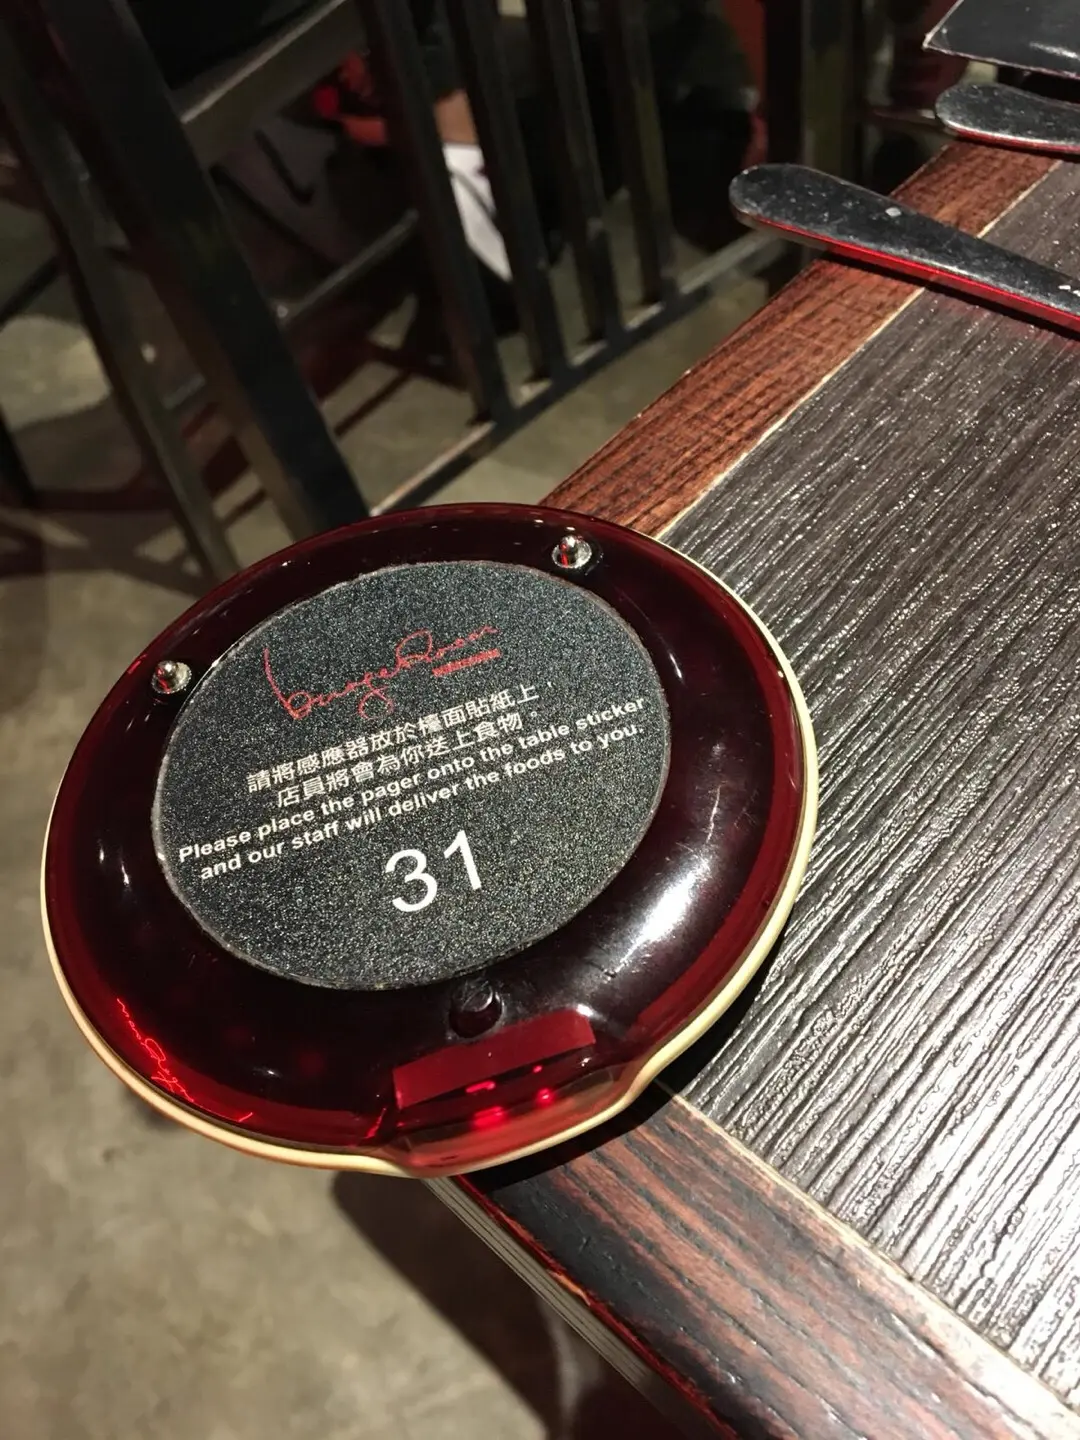 burgeRoom
請將感應器放於檯面貼紙上，
店員將會為你送上食物。
Please place the pager onto the table sticker
and our staff will deliver the foods to you.
31